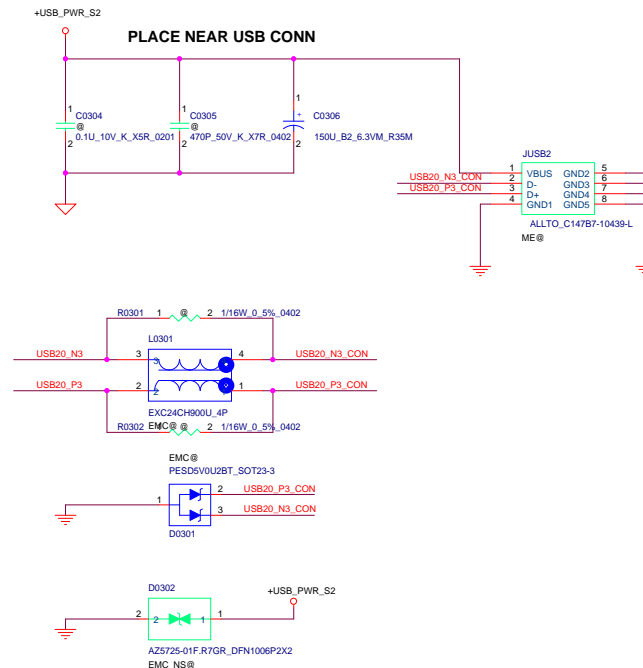 +USB_PWR_S2
PLACE NEAR USB CONN
1 C0304 @ 0.1U_10V_K_X5R_0201 2
1 C0305 @ 470P_50V_K_X7R_0402 2
1 + C0306 150U_B2_6.3VM_R35M 2
JUSB2
1 VBUS GND2 5
USB20_N3_CON 2 D- GND3 6
USB20_P3_CON 3 D+ GND4 7
4 GND1 GND5 8
ALLTO_C147B7-10439-L
ME@
R0301 1 @ 2 1/16W_0_5%_0402
L0301
USB20_N3 3 3 4 USB20_N3_CON
USB20_P3 2 2 1 USB20_P3_CON
EXC24CH900U_4P
EMC@
R0302 1 @ 2 1/16W_0_5%_0402
EMC@
PESD5V0U2BT_SOT23-3
1 2 USB20_P3_CON
3 USB20_N3_CON
D0301
D0302
+USB_PWR_S2
2 2 1 1
AZ5725-01F.R7GR_DFN1006P2X2
EMC_NS@